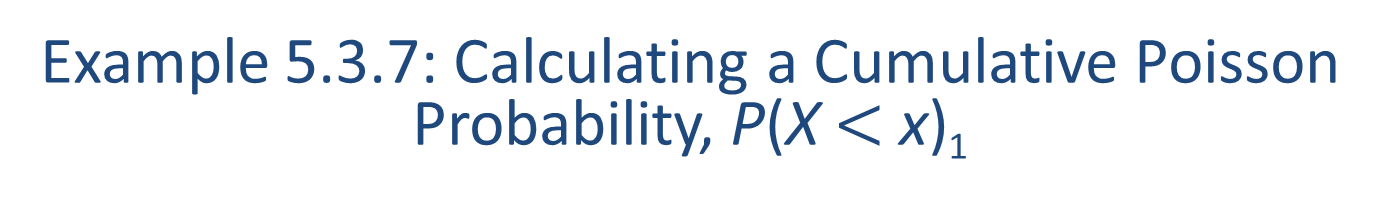 Example 5.3.7: Calculating a Cumulative Poisson
Probability, P(X < x)₁